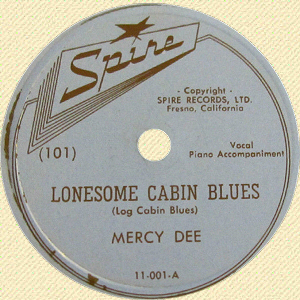 Spire
- Copyright -
SPIRE RECORDS, LTD.
Fresno, California
(101)
Vocal
Piano Accompaniment
LONESOME CABIN BLUES
(Log Cabin Blues)
MERCY DEE
11-001-A